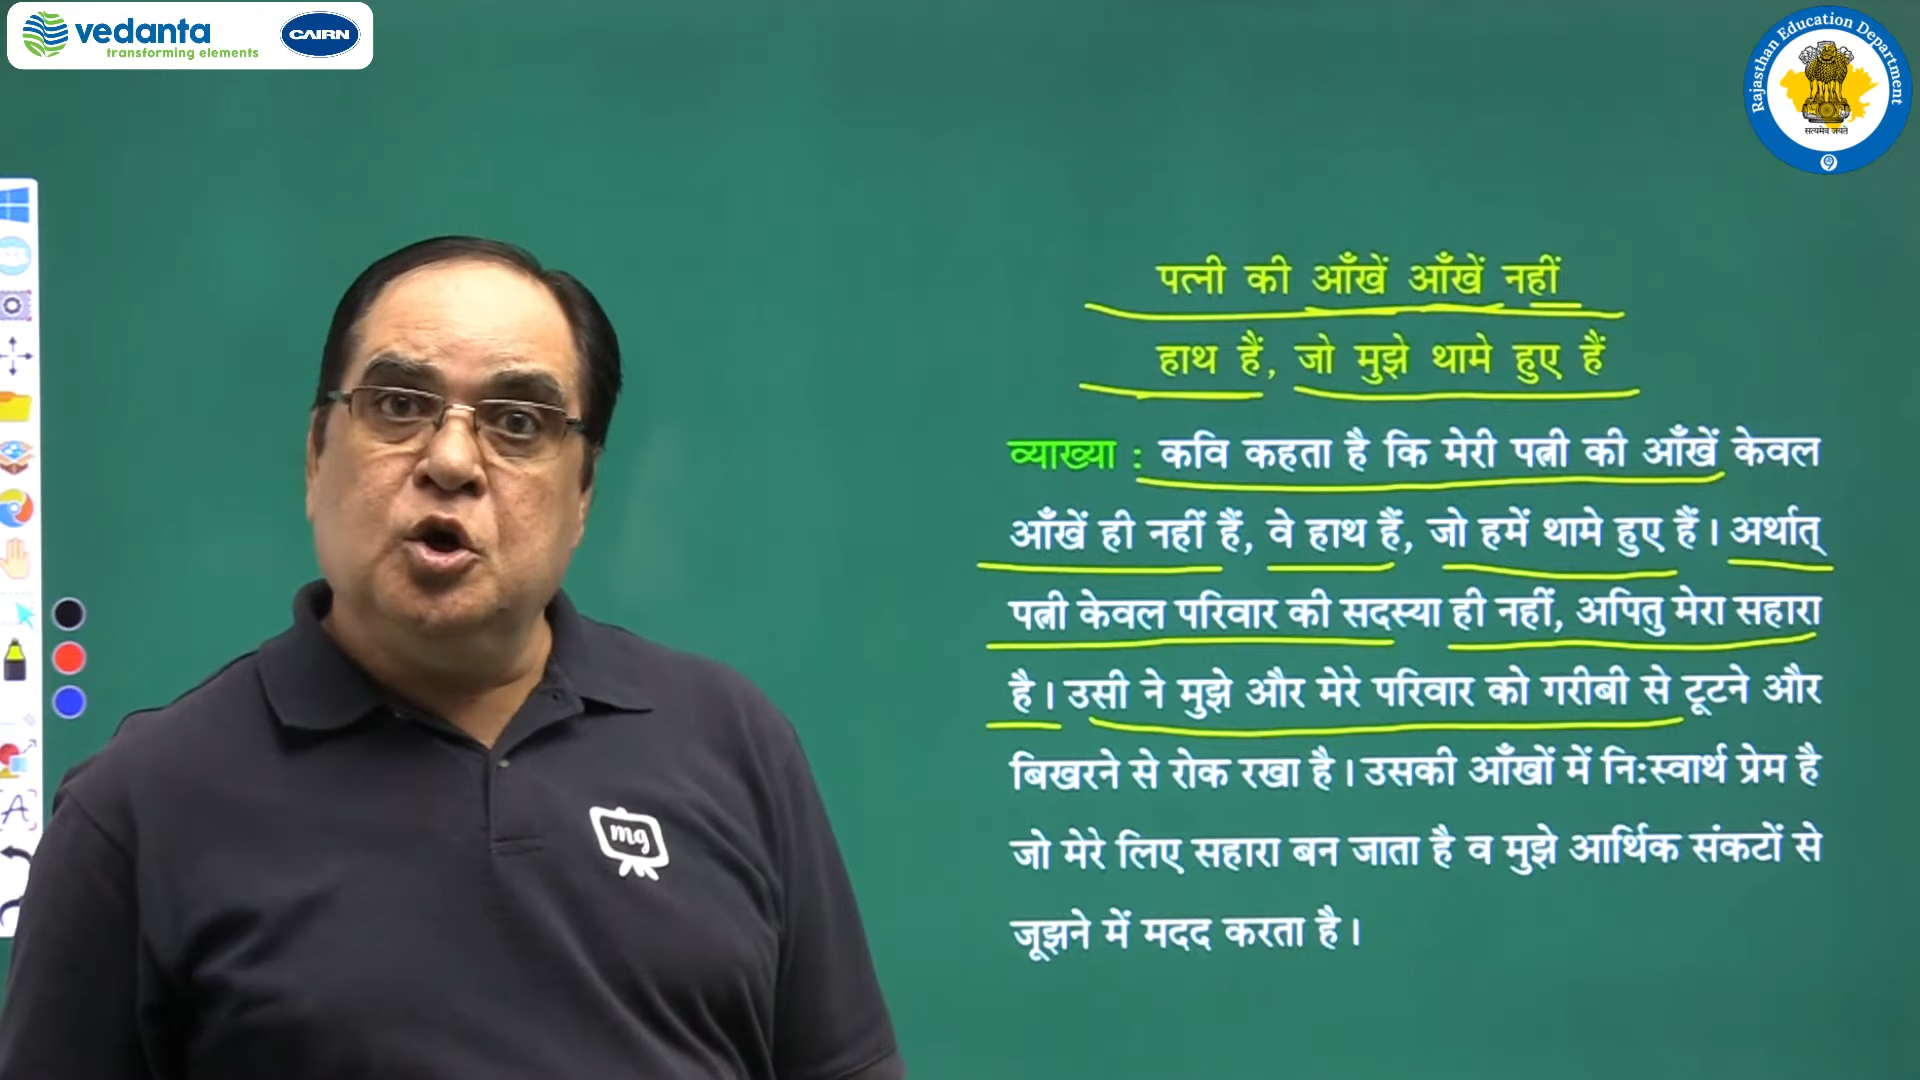 vedanta
transforming elements
CAIRN
Rajasthan Education Department
सत्यमेव जयते
पत्नी की आँखें आँखें नहीं
हाथ हैं, जो मुझे थामे हुए हैं
व्याख्या : कवि कहता है कि मेरी पत्नी की आँखें केवल
आँखें ही नहीं हैं, वे हाथ हैं, जो हमें थामे हुए हैं। अर्थात्
पत्नी केवल परिवार की सदस्या ही नहीं, अपितु मेरा सहारा
है। उसी ने मुझे और मेरे परिवार को गरीबी से टूटने और
बिखरने से रोक रखा है। उसकी आँखों में नि:स्वार्थ प्रेम है
जो मेरे लिए सहारा बन जाता है व मुझे आर्थिक संकटों से
जूझने में मदद करता है।
mg
A